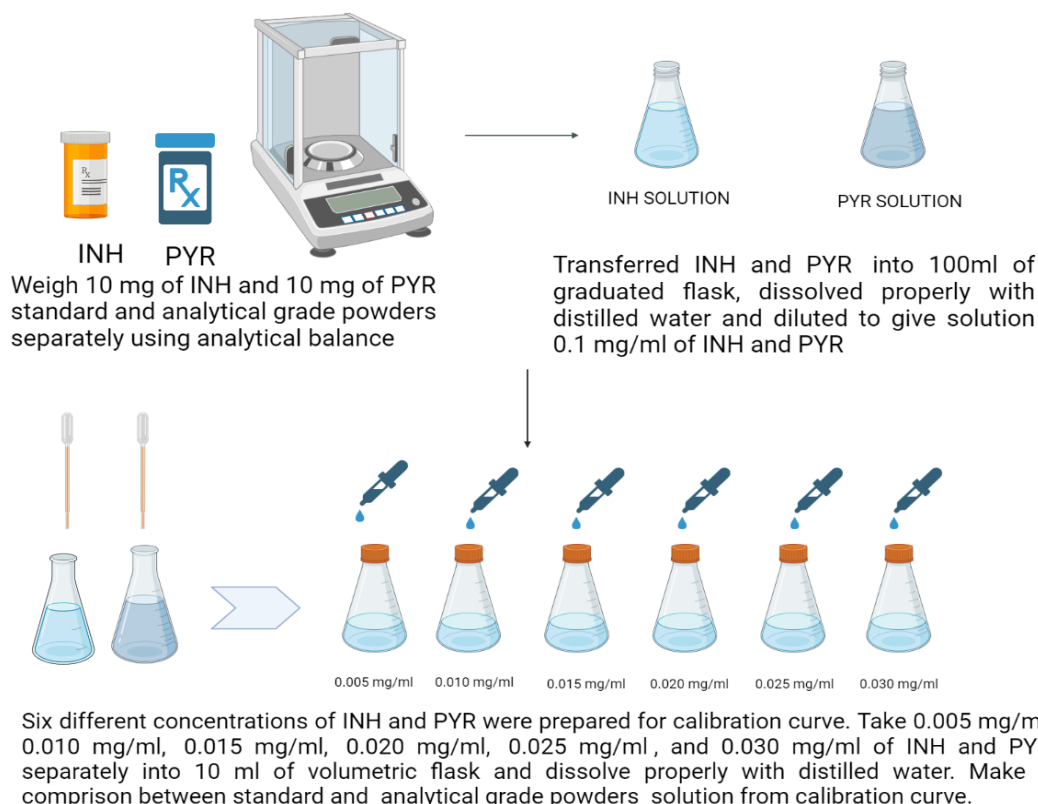 Rx
Rx
INH
PYR
Weigh 10 mg of INH and 10 mg of PYR
standard and analytical grade powders
separately using analytical balance
INH SOLUTION
PYR SOLUTION
Transferred INH and PYR into 100ml of
graduated flask, dissolved properly with
distilled water and diluted to give solution
0.1 mg/ml of INH and PYR
0.005 mg/ml
0.010 mg/ml
0.015 mg/ml
0.020 mg/ml
0.025 mg/ml
0.030 mg/ml
Six different concentrations of INH and PYR were prepared for calibration curve. Take 0.005 mg/m
0.010 mg/ml, 0.015 mg/ml, 0.020 mg/ml, 0.025 mg/ml , and 0.030 mg/ml of INH and PY
separately into 10 ml of volumetric flask and dissolve properly with distilled water. Make
comprison between standard and analytical grade powders solution from calibration curve.